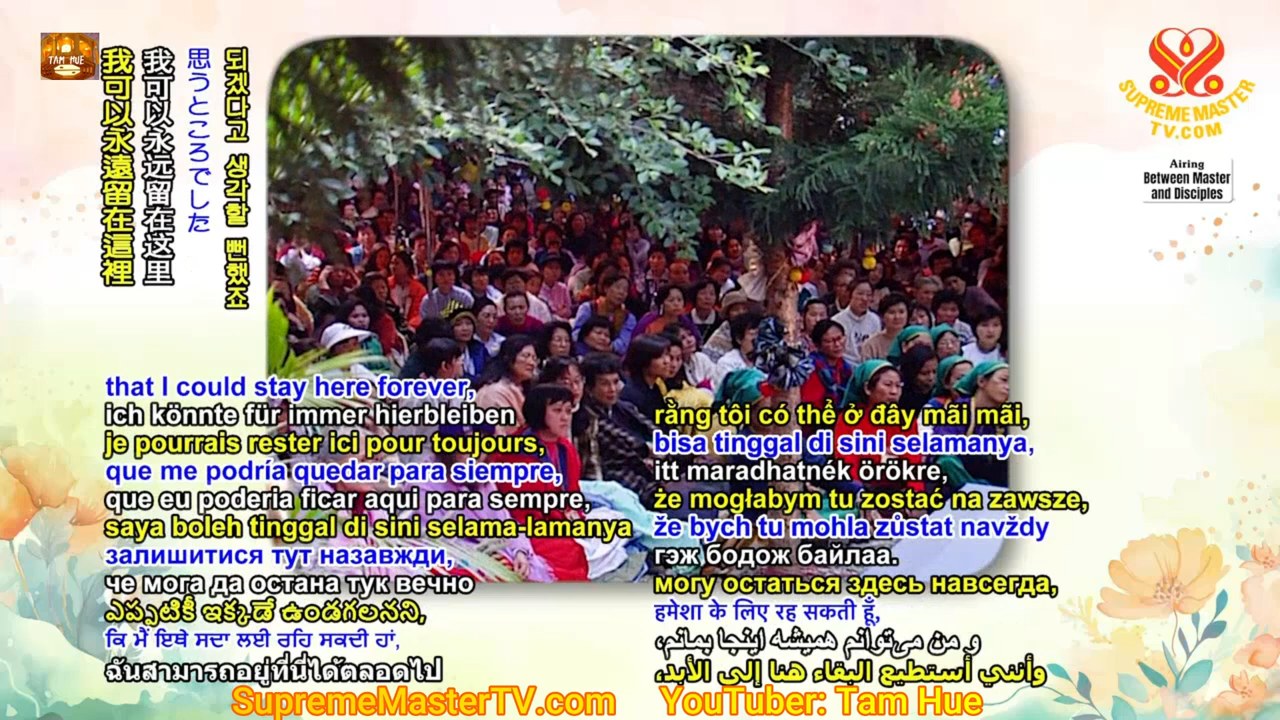 TAM HUE
我可以永遠留在這裡
我可以永远留在这里
思うところでした
되겠다고 생각할 뻔했죠
SUPREME MASTER
TV.COM
Airing
Between Master
and Disciples
that I could stay here forever,
ich könnte für immer hierbleiben
je pourrais rester ici pour toujours,
que me podría quedar para siempre,
que eu poderia ficar aqui para sempre,
saya boleh tinggal di sini selama-lamanya
залишитися тут назавжди,
че мога да остана тук вечно
ఎప్పటికీ ఇక్కడే ఉండగలనని,
ਕਿ ਮੈਂ ਇਥੇ ਸਦਾ ਲਈ ਰਹਿ ਸਕਦੀ ਹਾਂ,
ฉันสามารถอยู่ที่นี่ได้ตลอดไป
rằng tôi có thể ở đây mãi mãi,
bisa tinggal di sini selamanya,
itt maradhatnék örökre,
że mogłabym tu zostać na zawsze,
že bych tu mohla zůstat navždy
гэж бодож байлаа.
могу остаться здесь навсегда,
हमेशा के लिए रह सकती हूँ,
و من می‌توانم همیشه اینجا بمانم،
وأنني أستطيع البقاء هنا إلى الأبد،
SupremeMasterTV.com
YouTuber: Tam Hue